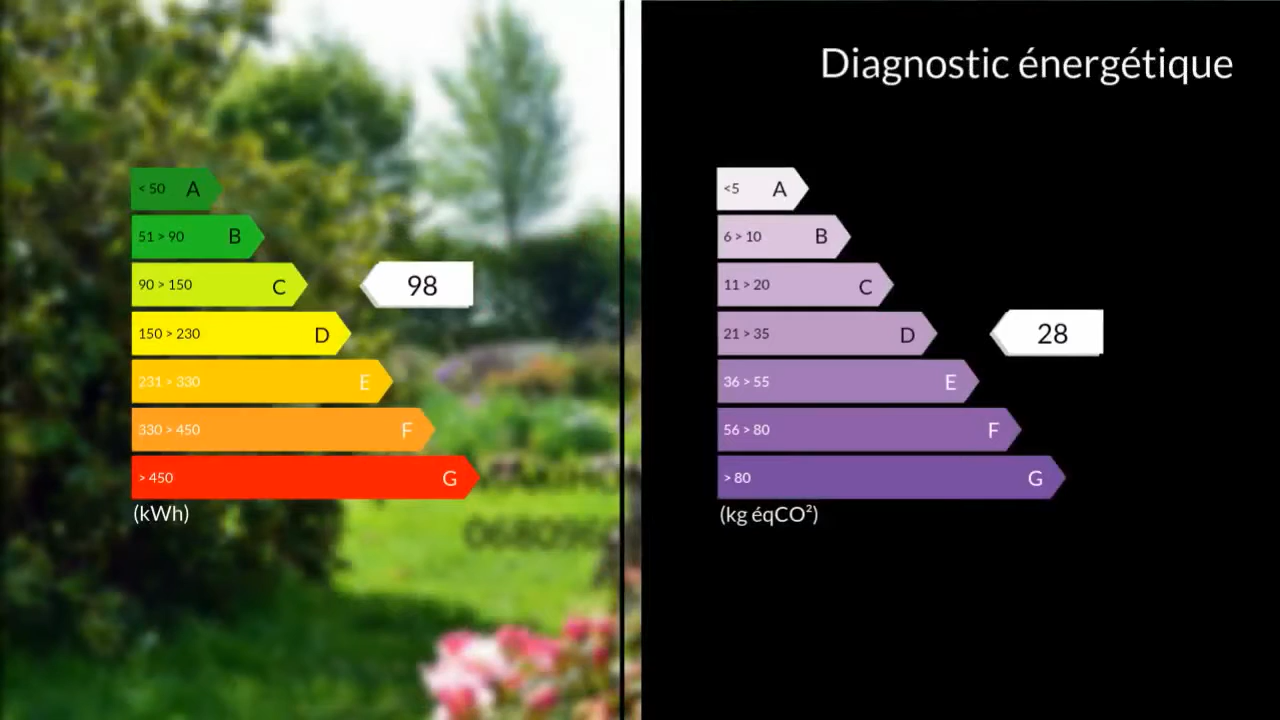 Diagnostic énergétique
< 50 A
51 > 90 B
90 > 150 C
98
150 > 230 D
231 > 330 E
330 > 450 F
> 450 G
(kWh)
<5 A
6 > 10 B
11 > 20 C
21 > 35 D
28
36 > 55 E
56 > 80 F
> 80 G
(kg éqCO²)